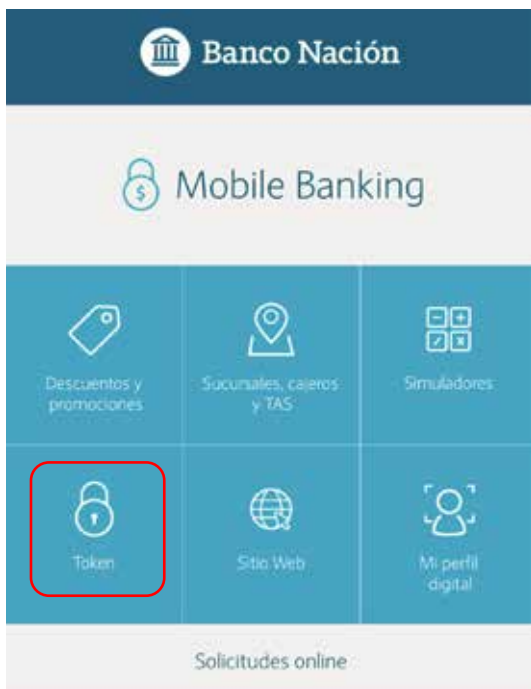 Banco Nación
Mobile Banking
Descuentos y
promociones
Sucursales, cajeros
y TAS
Simuladores
Token
Sitio Web
Mi perfil
digital
Solicitudes online